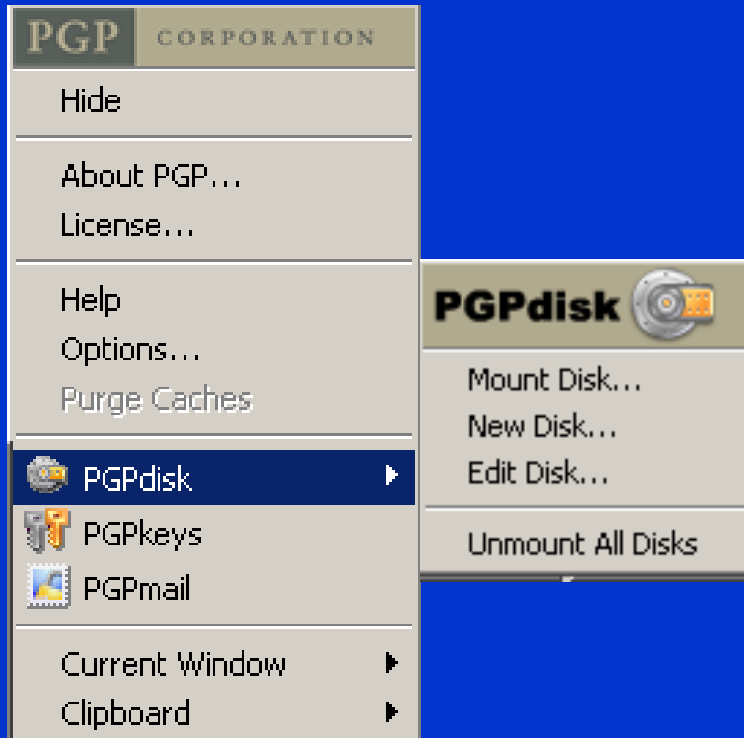 PGP CORPORATION
Hide
About PGP...
License...
Help
Options...
Purge Caches
PGPdisk
PGPkeys
PGPmail
Current Window
Clipboard
PGPdisk
Mount Disk...
New Disk...
Edit Disk...
Unmount All Disks